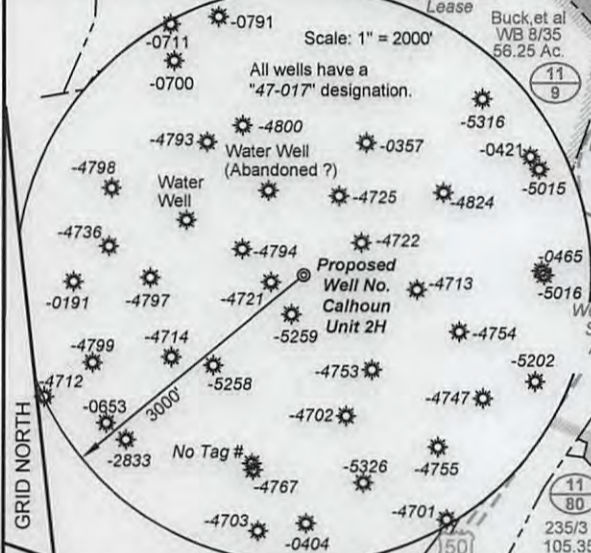 Lease
Buck,et al
WB 8/35
56.25 Ac.
11
9
-0791
-0711
Scale: 1" = 2000'
-0700
All wells have a
"47-017" designation.
-5316
-4800
-4793
-0357
-0421
Water Well
(Abandoned ?)
-5015
-4798
Water
Well
-4725
-4824
-4736
-4794
-4722
-0465
Proposed
Well No.
Calhoun
Unit 2H
-4713
-5016
-0191
-4797
-4721
-5259
-4754
-4799
-4714
-5258
-4753
-5202
-4712
3000'
-4747
-0653
-4702
-2833
No Tag #
-4767
-4755
-5326
GRID NORTH
-4703
-0404
-4701
50
11
80
235/3
105.35